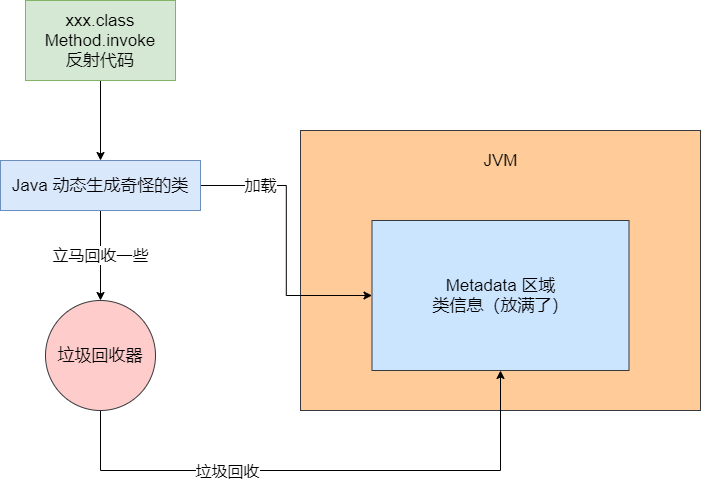 xxx.class
Method.invoke
反射代码
JVM
Java 动态生成奇怪的类
加载
立马回收一些
Metadata 区域
类信息（放满了）
垃圾回收器
垃圾回收